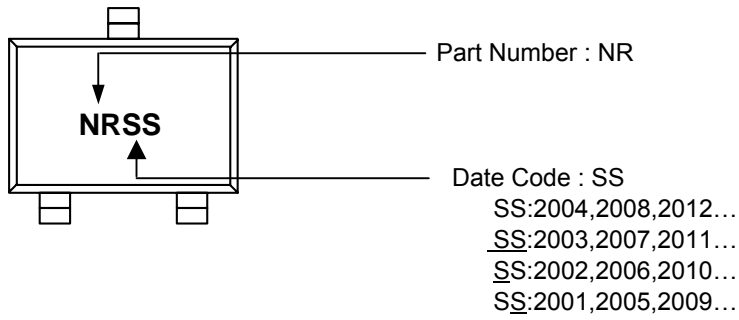 Part Number : NR
NRSS
Date Code : SS
SS:2004,2008,2012…
SS:2003,2007,2011…
SS:2002,2006,2010…
SS:2001,2005,2009…